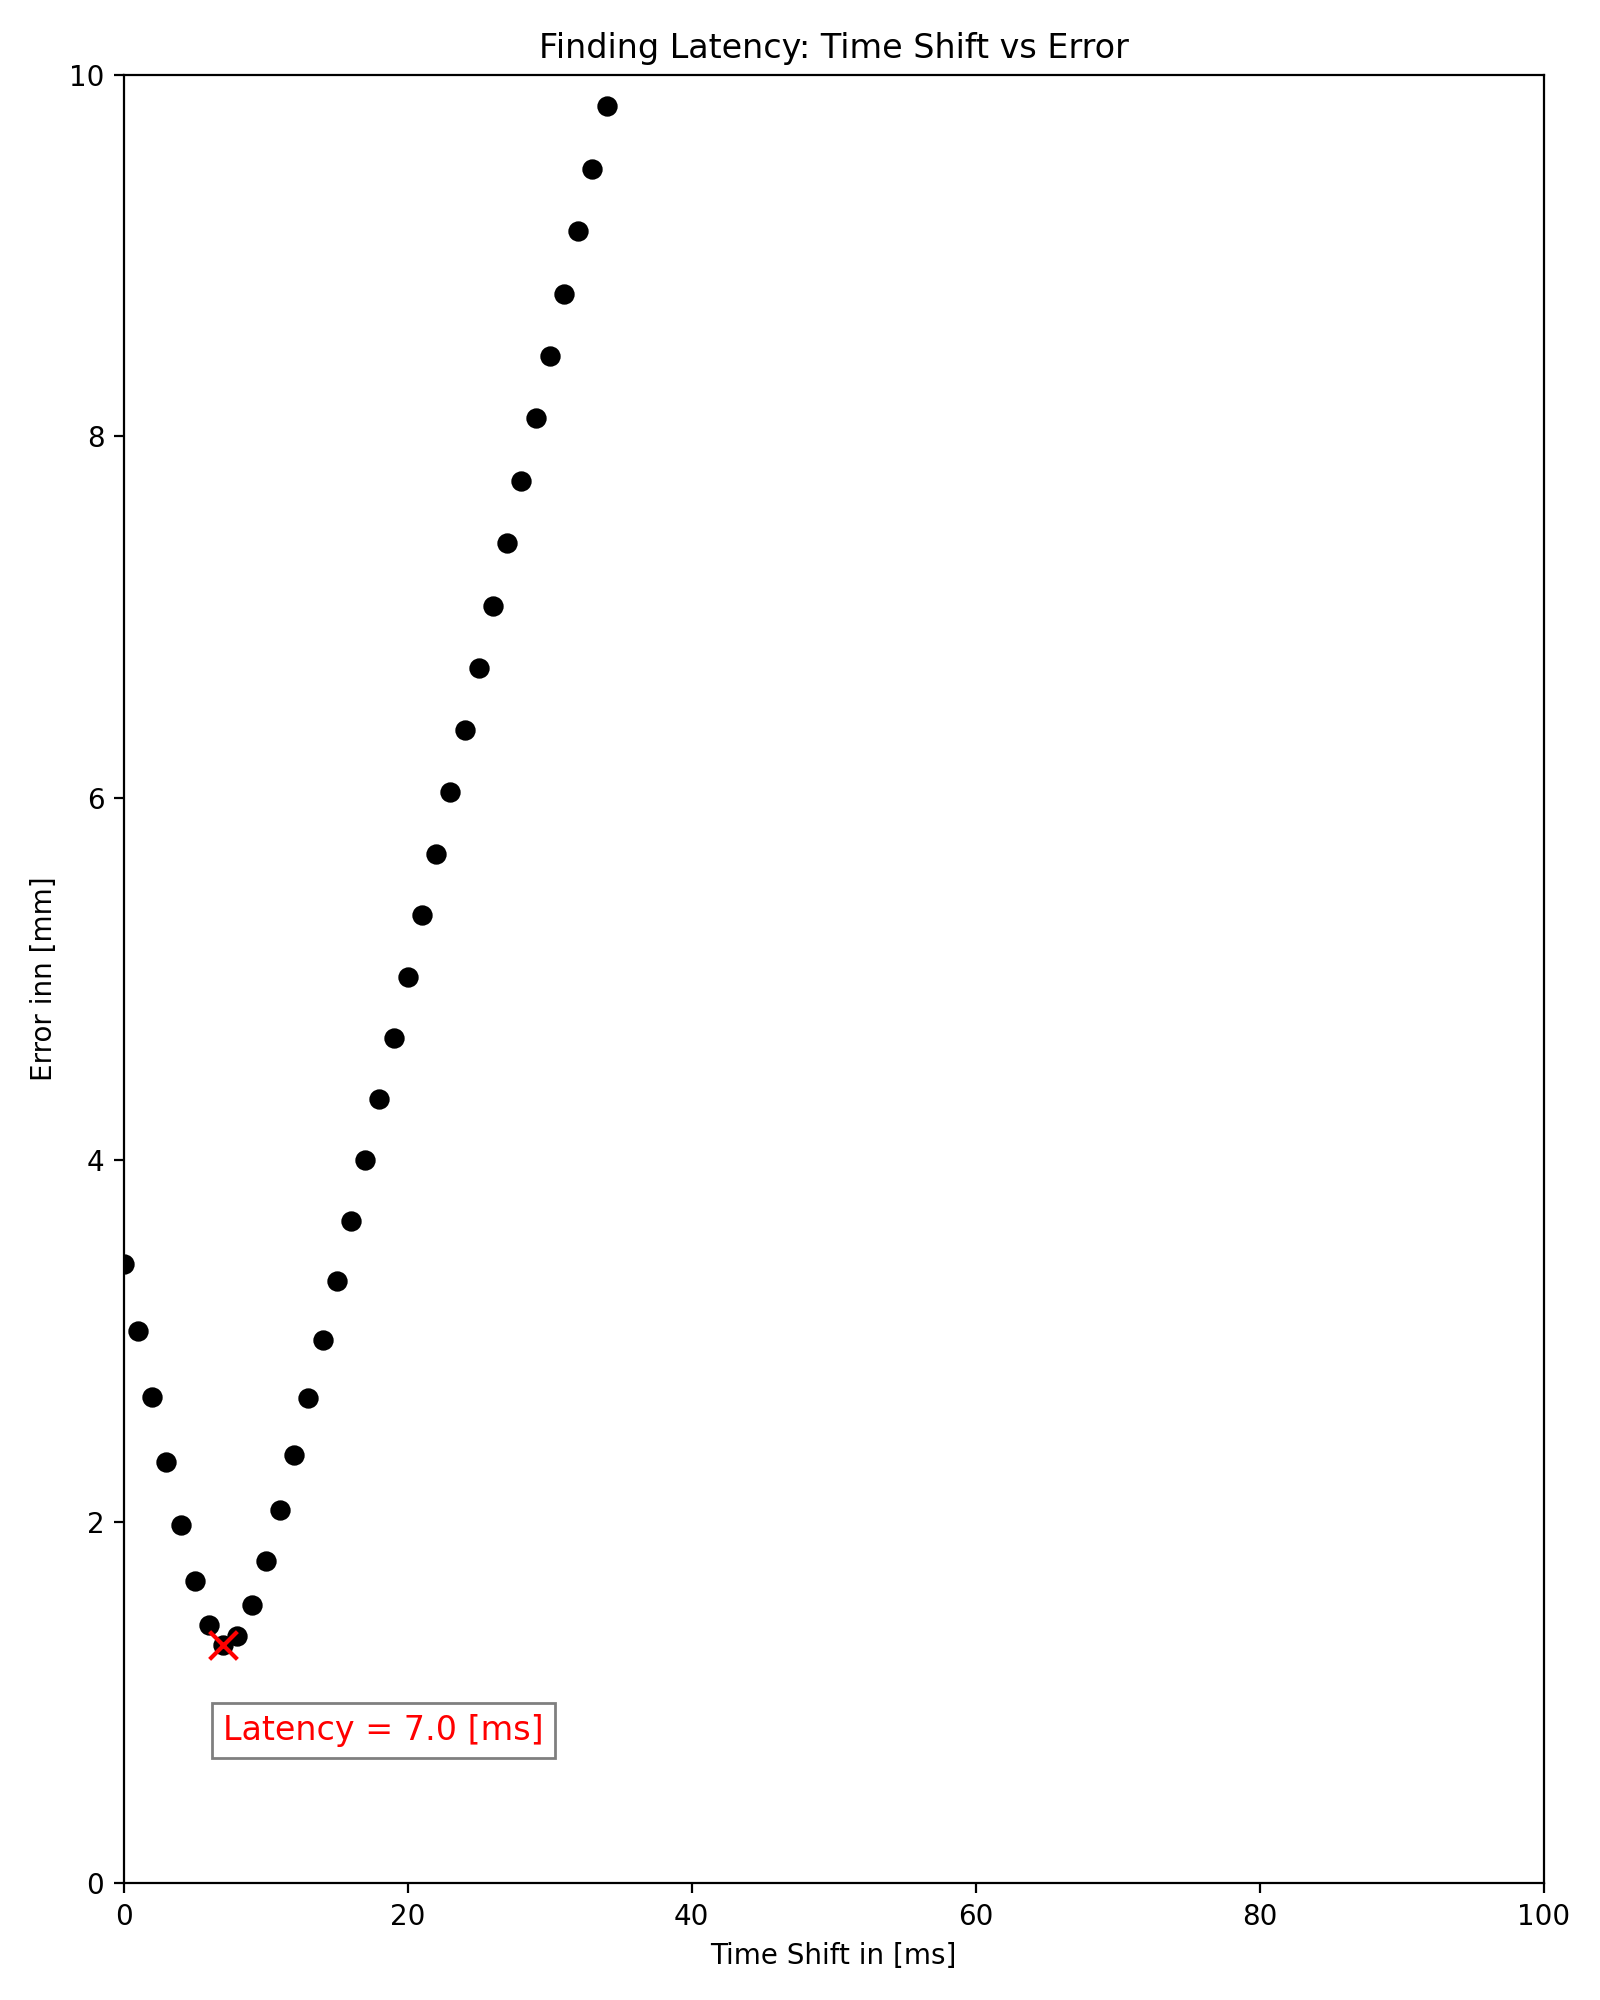 Finding Latency: Time Shift vs Error
10
8
6
4
2
0
Error inn [mm]
Latency = 7.0 [ms]
0 20 40 60 80 100
Time Shift in [ms]